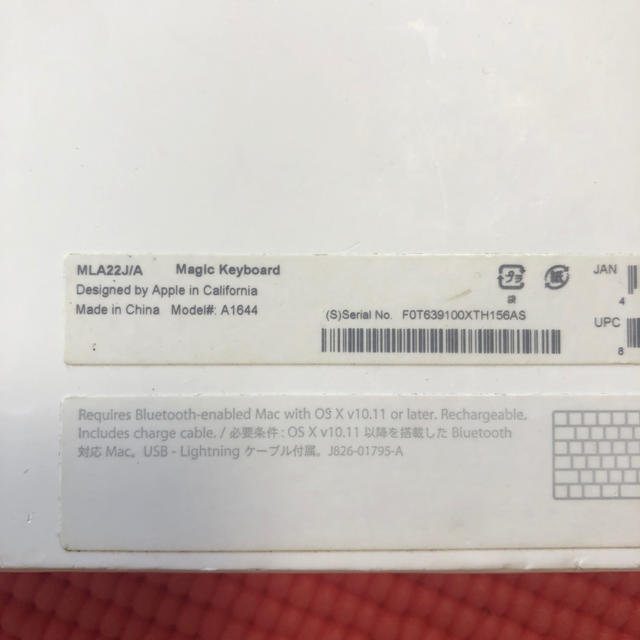 MLA22J/A Magic Keyboard
Designed by Apple in California
Made in China Model#: A1644
(S)Serial No. F0T639100XTH156AS
JAN
4
UPC
8
Requires Bluetooth-enabled Mac with OS X v10.11 or later. Rechargeable.
Includes charge cable. / 必要条件:OS X v10.11 以降を搭載した Bluetooth
対応 Mac。USB - Lightning ケーブル付属。J826-01795-A